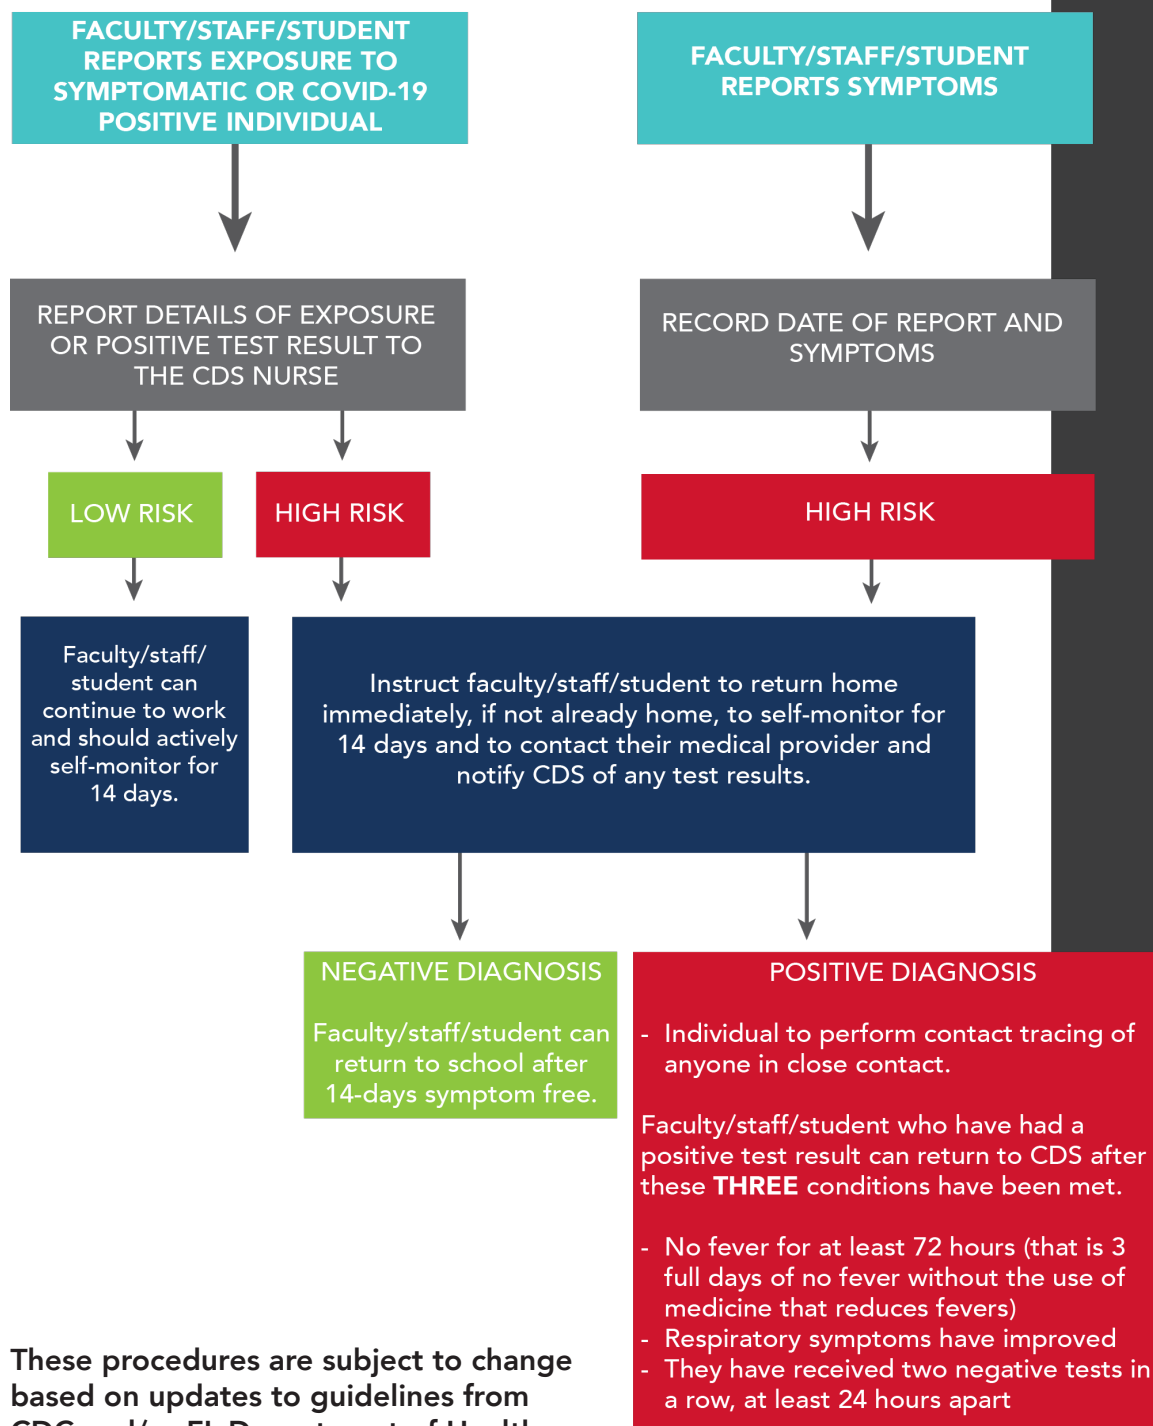 FACULTY/STAFF/STUDENT
REPORTS EXPOSURE TO
SYMPTOMATIC OR COVID-19
POSITIVE INDIVIDUAL
FACULTY/STAFF/STUDENT
REPORTS SYMPTOMS
REPORT DETAILS OF EXPOSURE
OR POSITIVE TEST RESULT TO
THE CDS NURSE
RECORD DATE OF REPORT AND
SYMPTOMS
LOW RISK
HIGH RISK
HIGH RISK
Faculty/staff/
student can
continue to work
and should actively
self-monitor for
14 days.
Instruct faculty/staff/student to return home
immediately, if not already home, to self-monitor for
14 days and to contact their medical provider and
notify CDS of any test results.
NEGATIVE DIAGNOSIS
Faculty/staff/student can
return to school after
14-days symptom free.
POSITIVE DIAGNOSIS
- Individual to perform contact tracing of
anyone in close contact.
Faculty/staff/student who have had a
positive test result can return to CDS after
these THREE conditions have been met.
- No fever for at least 72 hours (that is 3
full days of no fever without the use of
medicine that reduces fevers)
- Respiratory symptoms have improved
- They have received two negative tests in
a row, at least 24 hours apart
These procedures are subject to change
based on updates to guidelines from
CDC and/or FL Department of Health